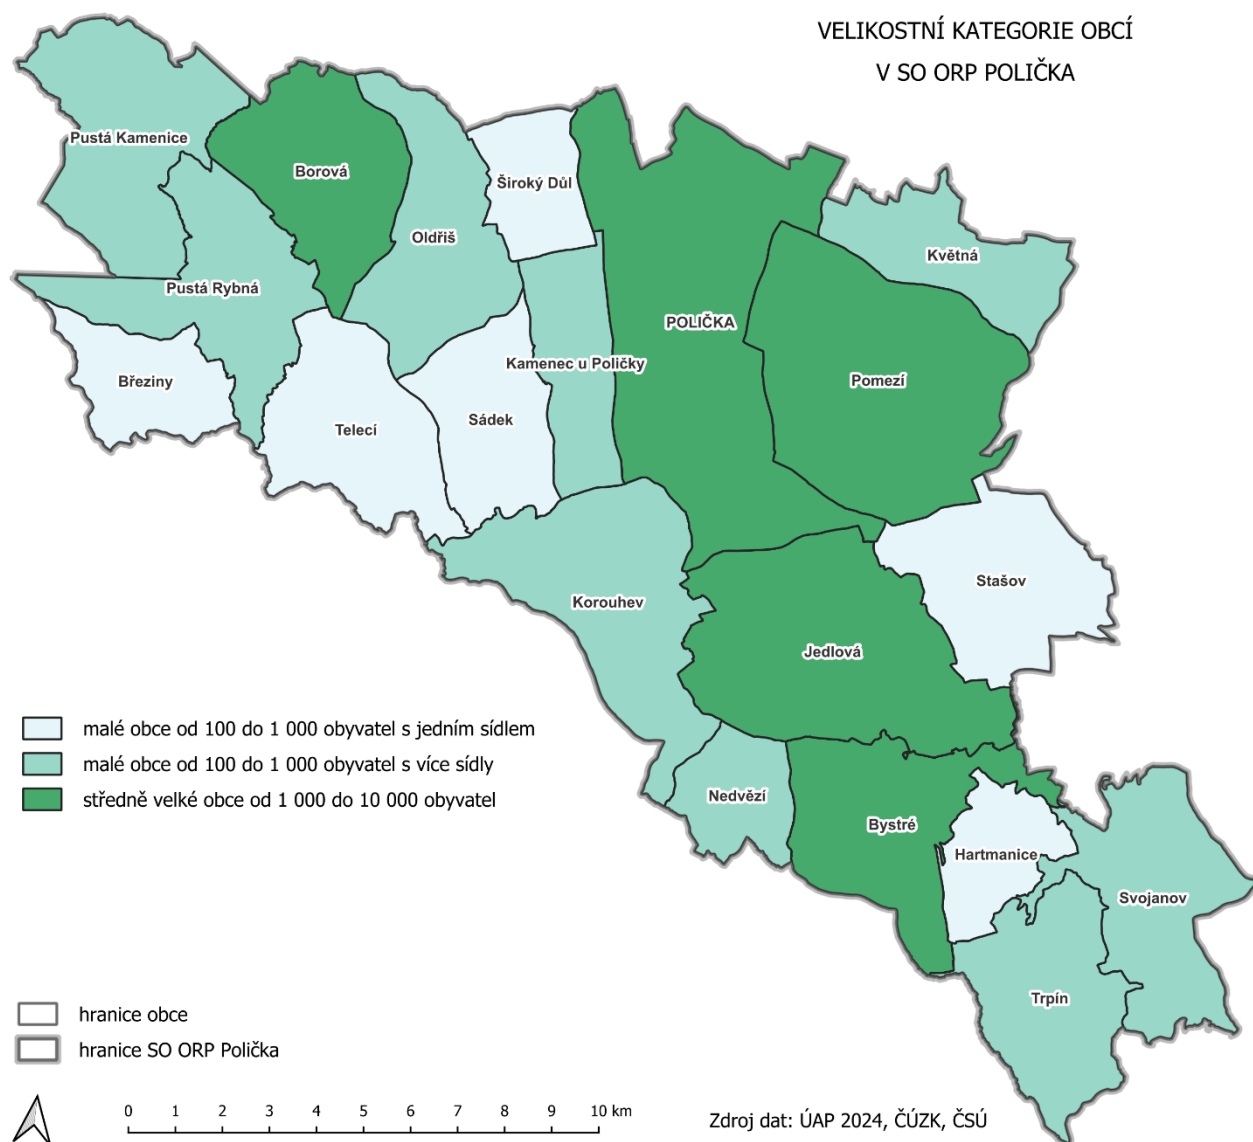 VELIKOSTNÍ KATEGORIE OBCÍ
V SO ORP POLIČKA
Pustá Kamenice
Borová
Široký Důl
Oldřiš
Květná
Pustá Rybná
POLIČKA
Kamenec u Poličky
Březiny
Pomezí
Sádek
Telecí
Stašov
Korouhev
Jedlová
malé obce od 100 do 1 000 obyvatel s jedním sídlem
malé obce od 100 do 1 000 obyvatel s více sídly
středně velké obce od 1 000 do 10 000 obyvatel
Nedvězí
Bystré
Hartmanice
Svojanov
Trpín
hranice obce
hranice SO ORP Polička
0 1 2 3 4 5 6 7 8 9 10 km
Zdroj dat: ÚAP 2024, ČÚZK, ČSÚ